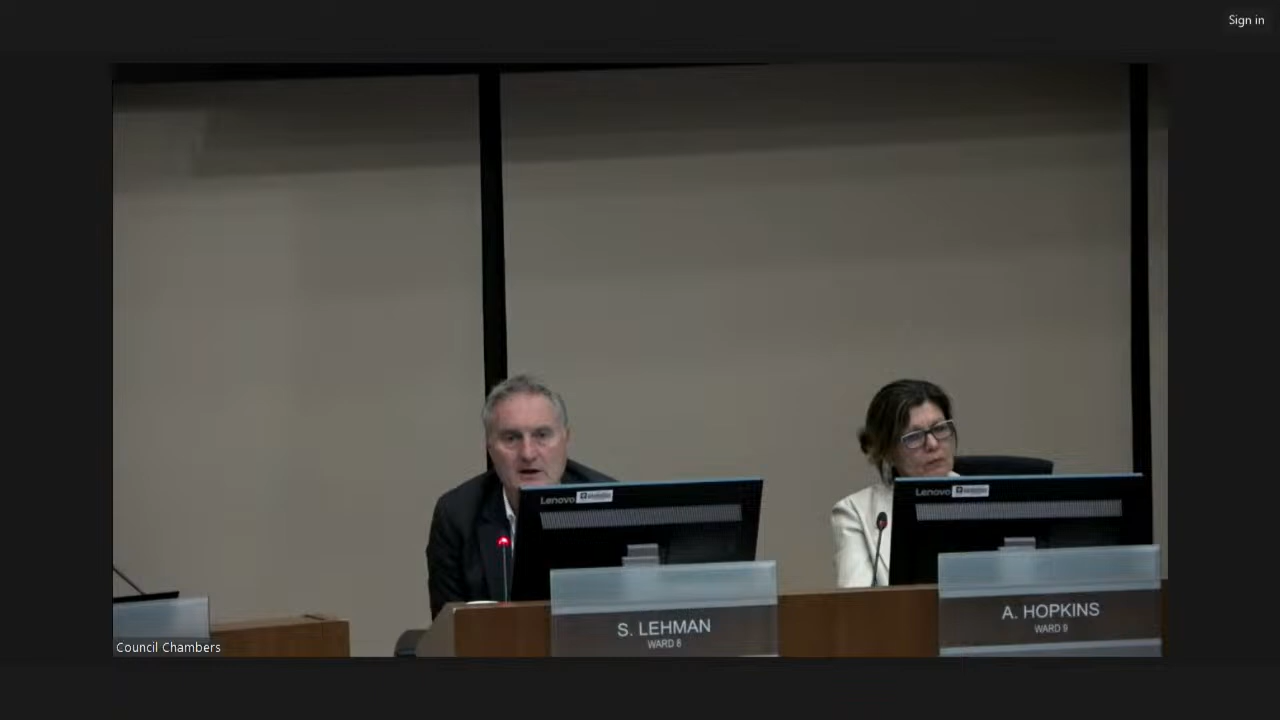 Sign in
Lenovo
Lenovo
S. LEHMAN
WARD 8
A. HOPKINS
WARD 9
Council Chambers